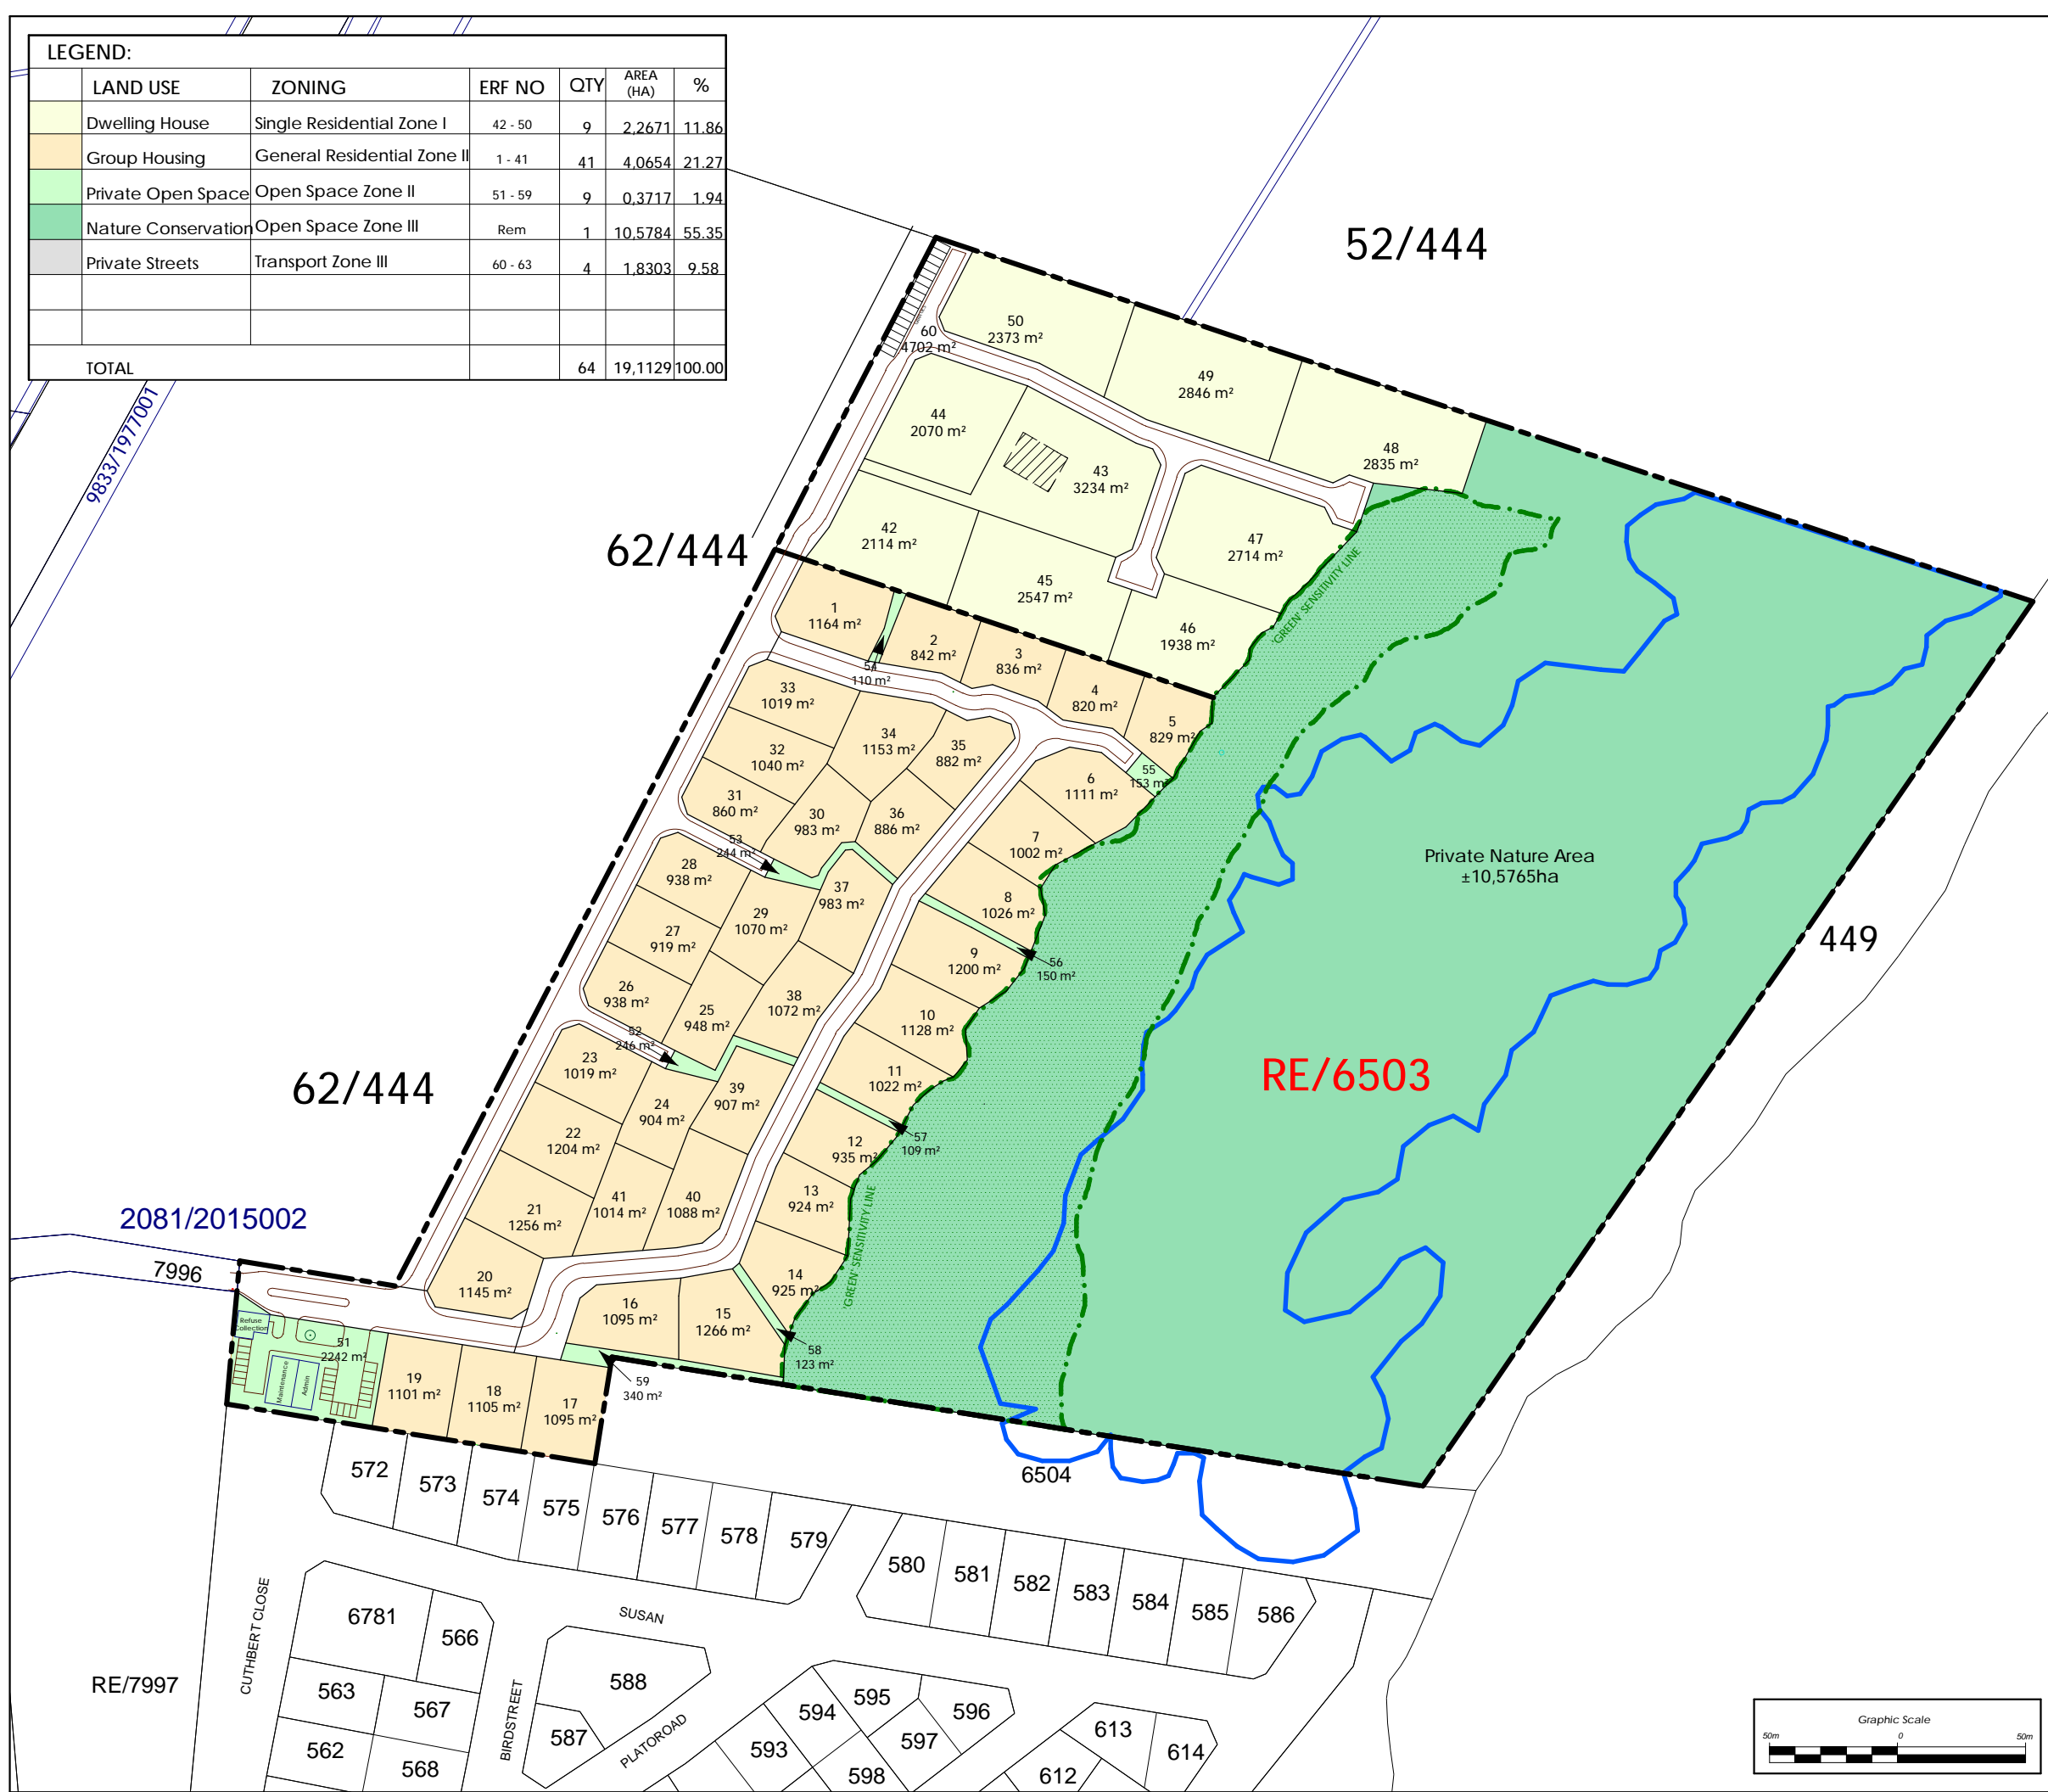 LEGEND:
LAND USE ZONING ERF NO QTY AREA (HA) %
Dwelling House Single Residential Zone I 42 - 50 9 2,2671 11.86
Group Housing General Residential Zone II 1 - 41 41 4,0654 21.27
Private Open Space Open Space Zone II 51 - 59 9 0,3717 1.94
Nature Conservation Open Space Zone III Rem 1 10,5784 55.35
Private Streets Transport Zone III 60 - 63 4 1,8303 9.58
TOTAL 64 19,1129 100.00
9833/1977001
52/444
62/444
62/444
449
2081/2015002
7996
RE/7997
RE/6503
Private Nature Area
±10,5765ha
'GREEN' SENSITIVITY LINE
'GREEN' SENSITIVITY LINE
60
4702 m²
50
2373 m²
49
2846 m²
48
2835 m²
44
2070 m²
43
3234 m²
47
2714 m²
42
2114 m²
45
2547 m²
46
1938 m²
1
1164 m²
2
842 m²
3
836 m²
4
820 m²
5
829 m²
54
110 m²
55
153 m²
33
1019 m²
34
1153 m²
35
882 m²
32
1040 m²
31
860 m²
30
983 m²
36
886 m²
6
1111 m²
7
1002 m²
8
1026 m²
53
244 m²
28
938 m²
29
1070 m²
37
983 m²
27
919 m²
26
938 m²
25
948 m²
38
1072 m²
9
1200 m²
56
150 m²
10
1128 m²
11
1022 m²
52
246 m²
23
1019 m²
24
904 m²
39
907 m²
22
1204 m²
21
1256 m²
41
1014 m²
40
1088 m²
12
935 m²
57
109 m²
13
924 m²
14
925 m²
20
1145 m²
16
1095 m²
15
1266 m²
58
123 m²
59
340 m²
51
2242 m²
Refuse
Collection
Maintenance
Admin
19
1101 m²
18
1105 m²
17
1095 m²
6504
572
573
574
575
576
577
578
579
580
581
582
583
584
585
586
CUTHBERT CLOSE
SUSAN
BIRDSTREET
PLATOROAD
6781
566
563
567
562
568
588
587
593
594
595
596
597
598
612
613
614
Graphic Scale
50m 0 50m